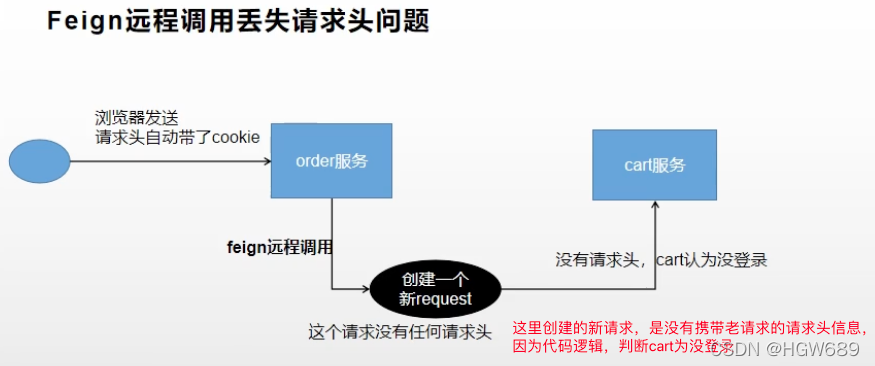 Feign远程调用丢失请求头问题
浏览器发送
请求头自动带了cookie
order服务
cart服务
feign远程调用
没有请求头，cart认为没登录
创建一个
新request
这个请求没有任何请求头
这里创建的新请求，是没有携带老请求的请求头信息，
因为代码逻辑，判断cart为没登录
CSDN @HGW689